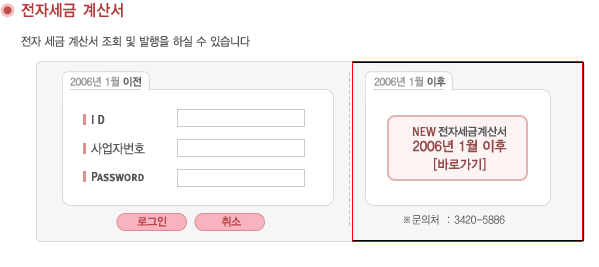 전자세금 계산서
전자 세금 계산서 조회 및 발행을 하실 수 있습니다
2006년 1월 이전
ID
사업자번호
PASSWORD
로그인 취소
2006년 1월 이후
NEW 전자세금계산서
2006년 1월 이후
[바로가기]
※문의처 : 3420-5886